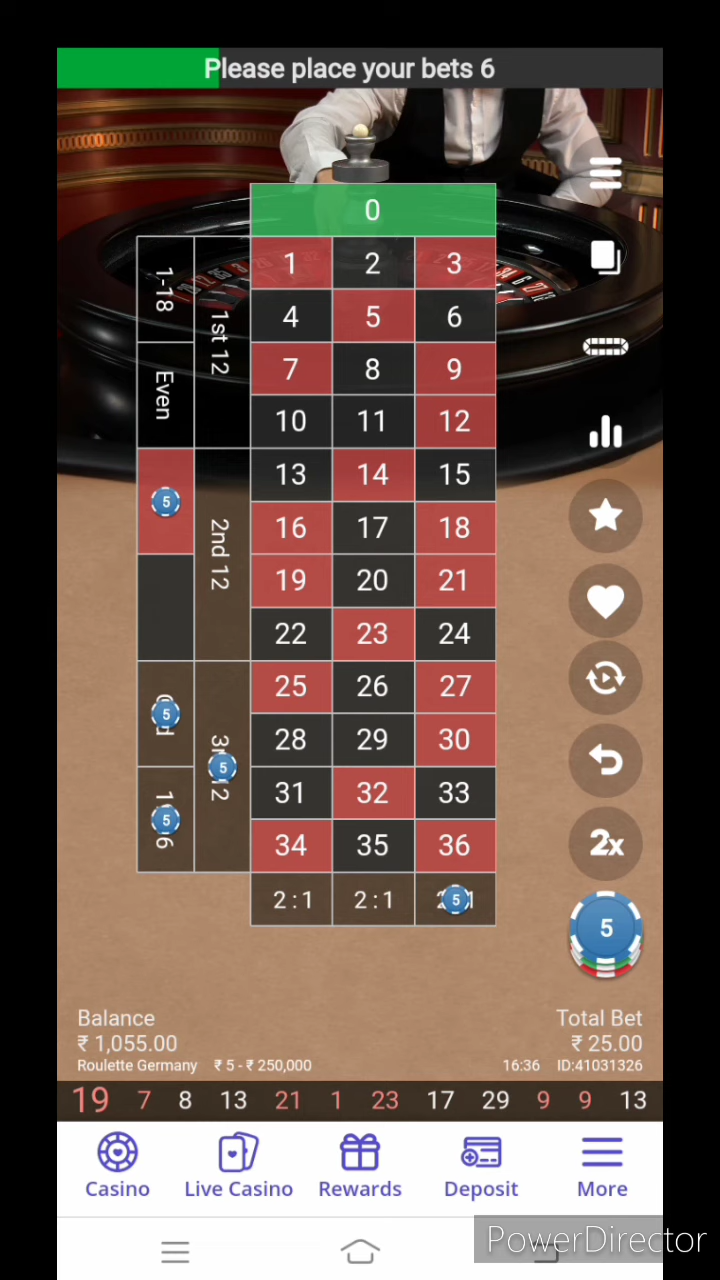 Please place your bets 6
0
1 2 3
4 5 6
7 8 9
10 11 12
13 14 15
16 17 18
19 20 21
22 23 24
25 26 27
28 29 30
31 32 33
34 35 36
2:1 2:1
1-18
Even
1st 12
2nd 12
5
5
5
5
5
2x
5
Balance
₹ 1,055.00
Total Bet
₹ 25.00
Roulette Germany ₹ 5 - ₹ 250,000 16:36 ID:41031326
19 7 8 13 21 1 23 17 29 9 9 13
Casino Live Casino Rewards Deposit More
PowerDirector